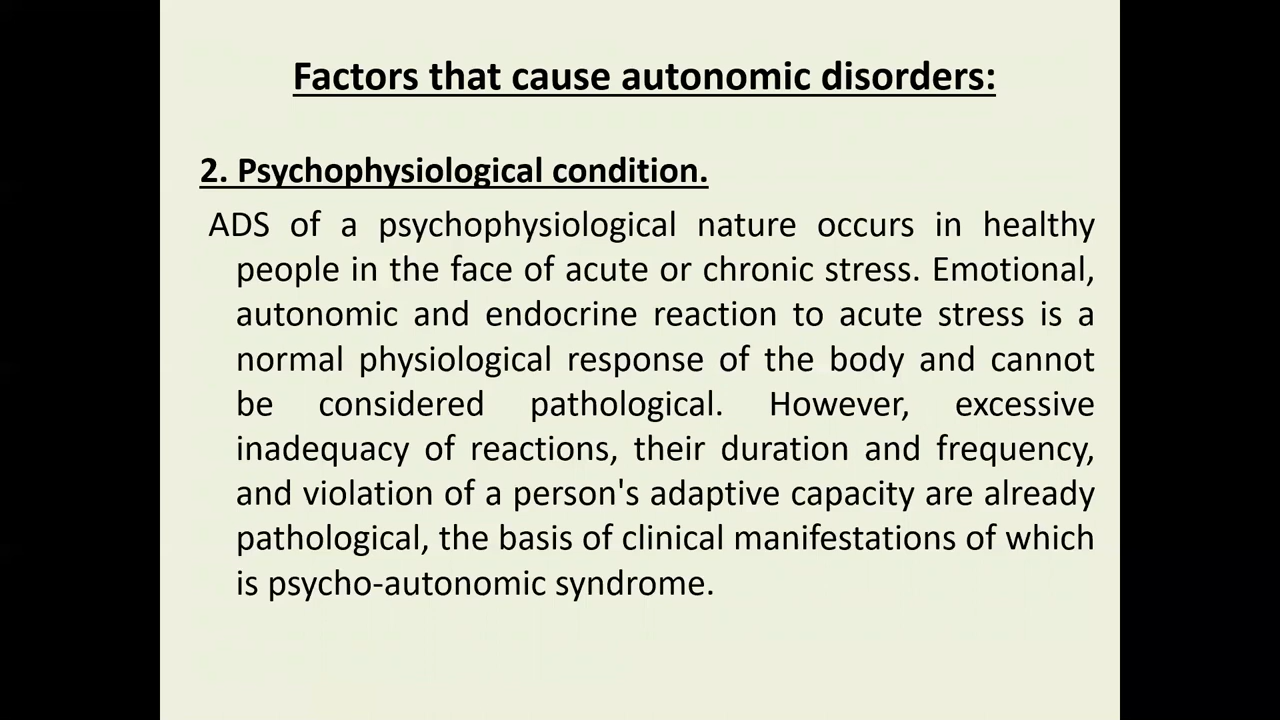 Factors that cause autonomic disorders:
2. Psychophysiological condition.
ADS of a psychophysiological nature occurs in healthy
people in the face of acute or chronic stress. Emotional,
autonomic and endocrine reaction to acute stress is a
normal physiological response of the body and cannot
be considered pathological. However, excessive
inadequacy of reactions, their duration and frequency,
and violation of a person's adaptive capacity are already
pathological, the basis of clinical manifestations of which
is psycho-autonomic syndrome.